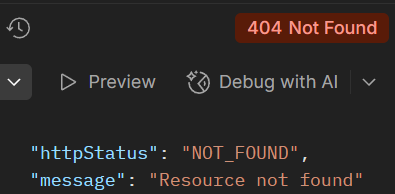 404 Not Found
Preview Debug with AI
"httpStatus": "NOT_FOUND",
"message": "Resource not found"